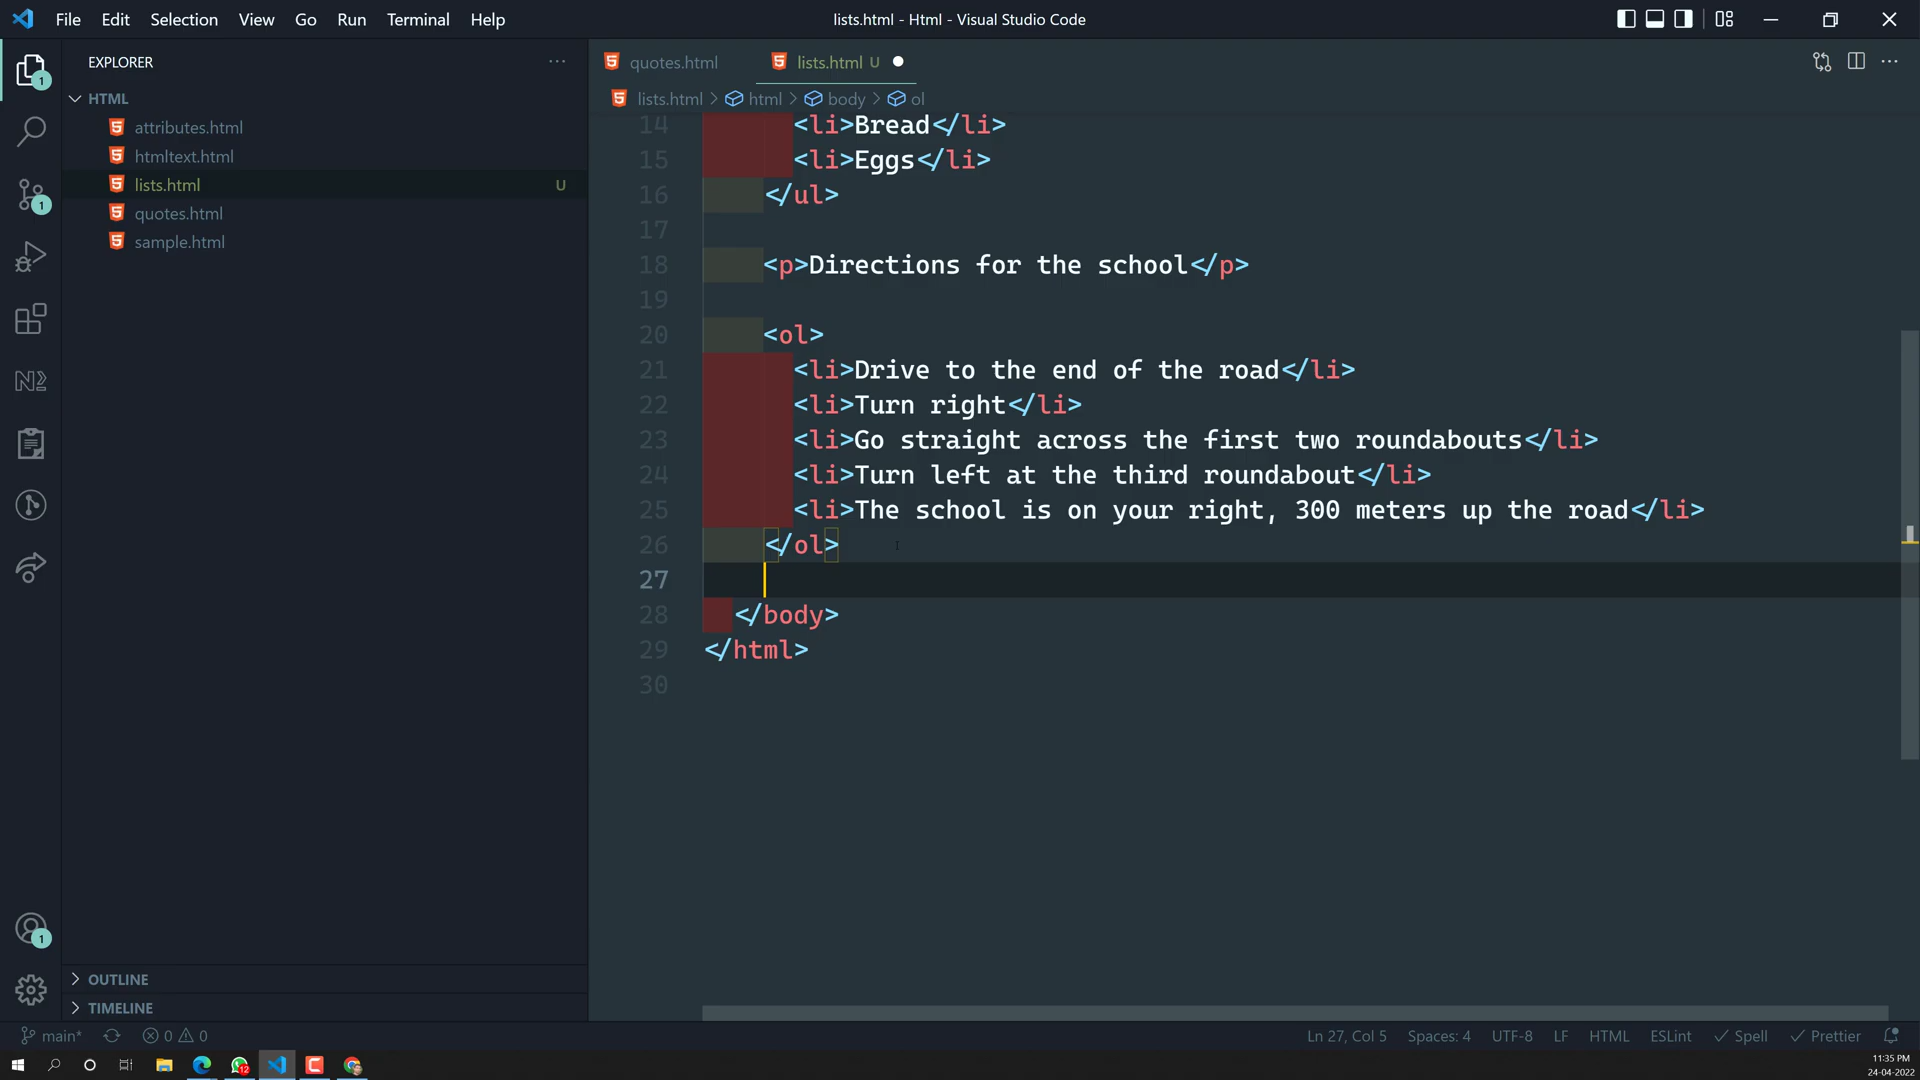 File Edit Selection View Go Run Terminal Help
lists.html - Html - Visual Studio Code
EXPLORER
HTML
attributes.html
htmltext.html
lists.html U
quotes.html
sample.html
OUTLINE
TIMELINE
quotes.html
lists.html U
lists.html > html > body > ol
14 <li>Bread</li>
15 <li>Eggs</li>
16 </ul>
17
18 <p>Directions for the school</p>
19
20 <ol>
21 <li>Drive to the end of the road</li>
22 <li>Turn right</li>
23 <li>Go straight across the first two roundabouts</li>
24 <li>Turn left at the third roundabout</li>
25 <li>The school is on your right, 300 meters up the road</li>
26 </ol>
27
28 </body>
29 </html>
30
1
1
1
main* 0 0
Ln 27, Col 5 Spaces: 4 UTF-8 LF HTML ESLint Spell Prettier
12
11:35 PM
24-04-2022